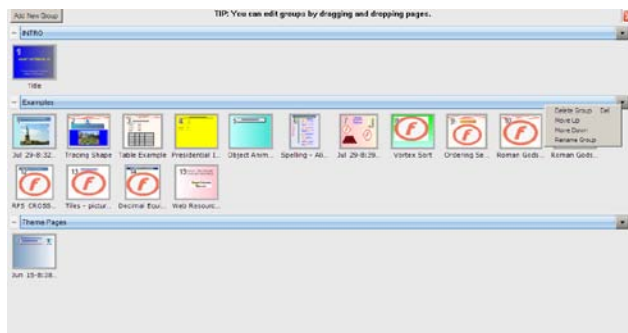 Add New Group
TIP: You can edit groups by dragging and dropping pages.
INTRO
1
Title
Examples
Delete Group Del
Move Up
Move Down
Rename Group
Jul 29-8:32... Tracing Shape Table Example Presidential I... Object Anim... Spelling - Ali... Jul 29-8:39... Vortex Sort Ordering Se... Roman Gods... Roman Gods...
RFS CROSS... Tiles - pictur... Decimal Equi... Web Resourc...
Theme Pages
Jun 15-8:28...